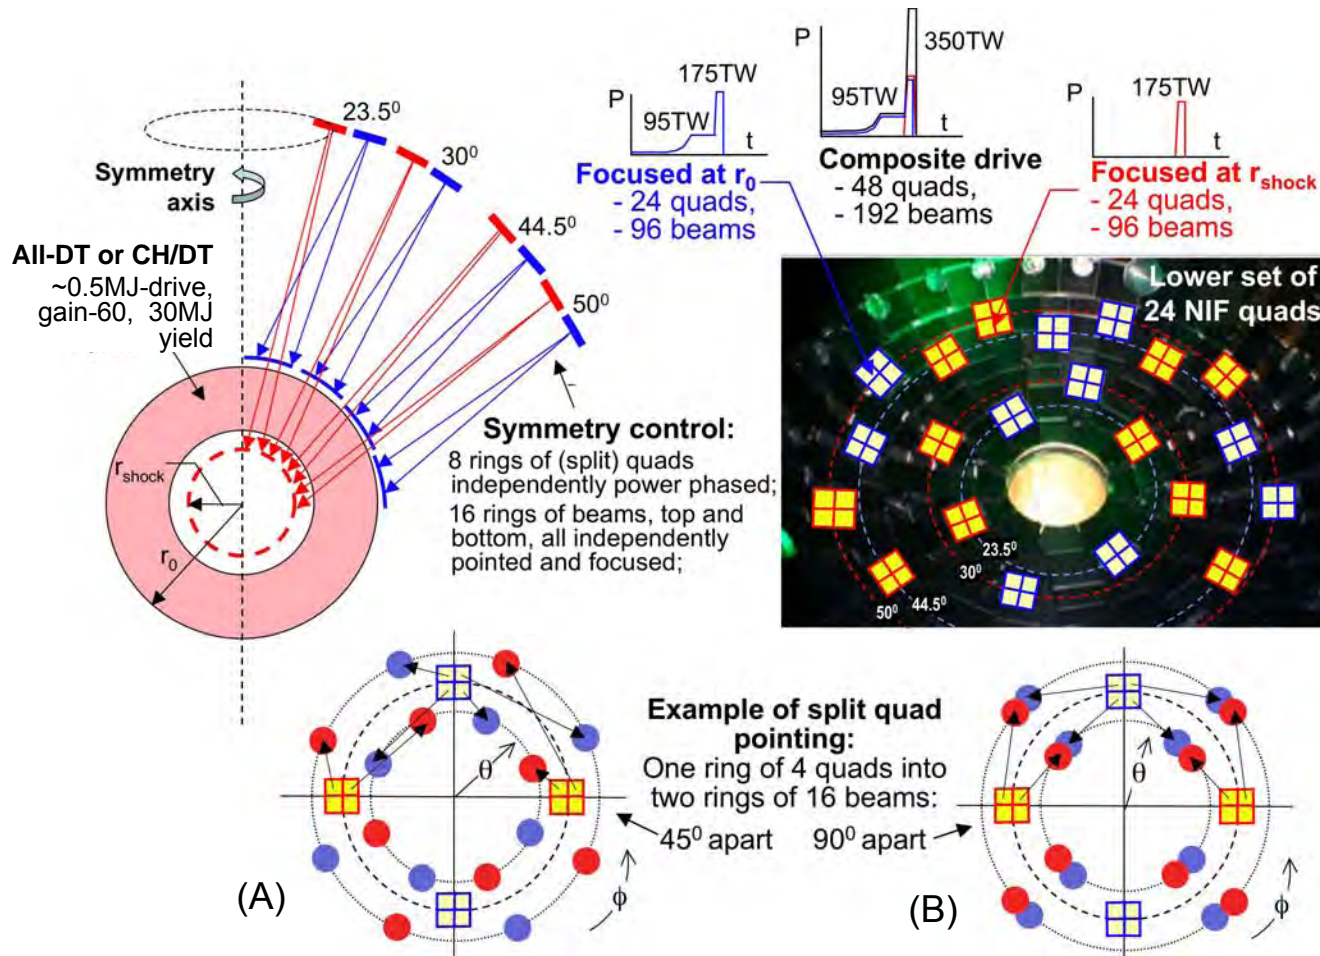 23.5⁰
30⁰
44.5⁰
50⁰
Symmetry
axis
All-DT or CH/DT
~0.5MJ-drive,
gain-60, 30MJ
yield
r_shock
r₀
P
175TW
95TW
t
Focused at r₀
- 24 quads,
- 96 beams
P
350TW
95TW
t
Composite drive
- 48 quads,
- 192 beams
P
175TW
t
Focused at r_shock
- 24 quads,
- 96 beams
Symmetry control:
8 rings of (split) quads
independently power phased;
16 rings of beams, top and
bottom, all independently
pointed and focused;
Lower set of
24 NIF quads
23.5⁰
30⁰
44.5⁰
50⁰
Example of split quad
pointing:
One ring of 4 quads into
two rings of 16 beams:
45⁰ apart 90⁰ apart
θ
ϕ
(A)
θ
ϕ
(B)